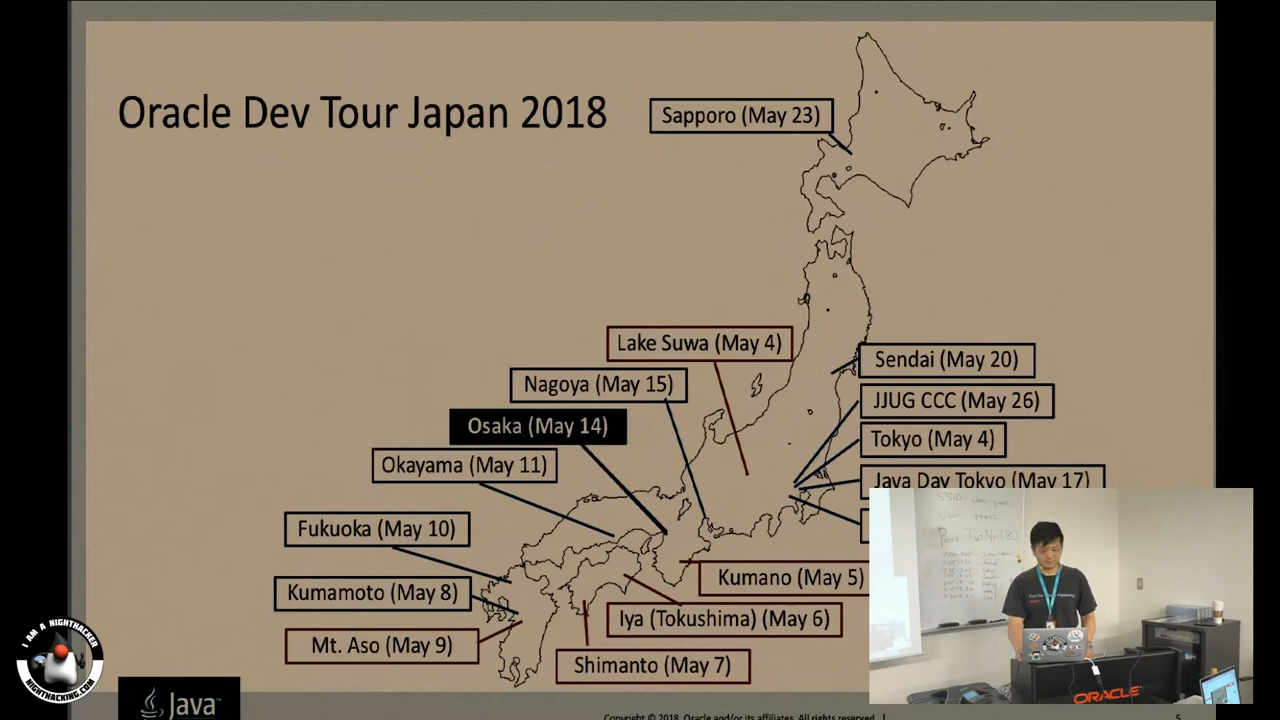 Oracle Dev Tour Japan 2018
Sapporo (May 23)
Lake Suwa (May 4)
Sendai (May 20)
Nagoya (May 15)
JJUG CCC (May 26)
Osaka (May 14)
Tokyo (May 4)
Okayama (May 11)
Java Day Tokyo (May 17)
Fukuoka (May 10)
Kumano (May 5)
Kumamoto (May 8)
Iya (Tokushima) (May 6)
Mt. Aso (May 9)
Shimanto (May 7)
I AM A NIGHTHACKER
NIGHTHACKING.COM
Java™
ORACLE
Copyright © 2018, Oracle and/or its affiliates. All rights reserved. |
5